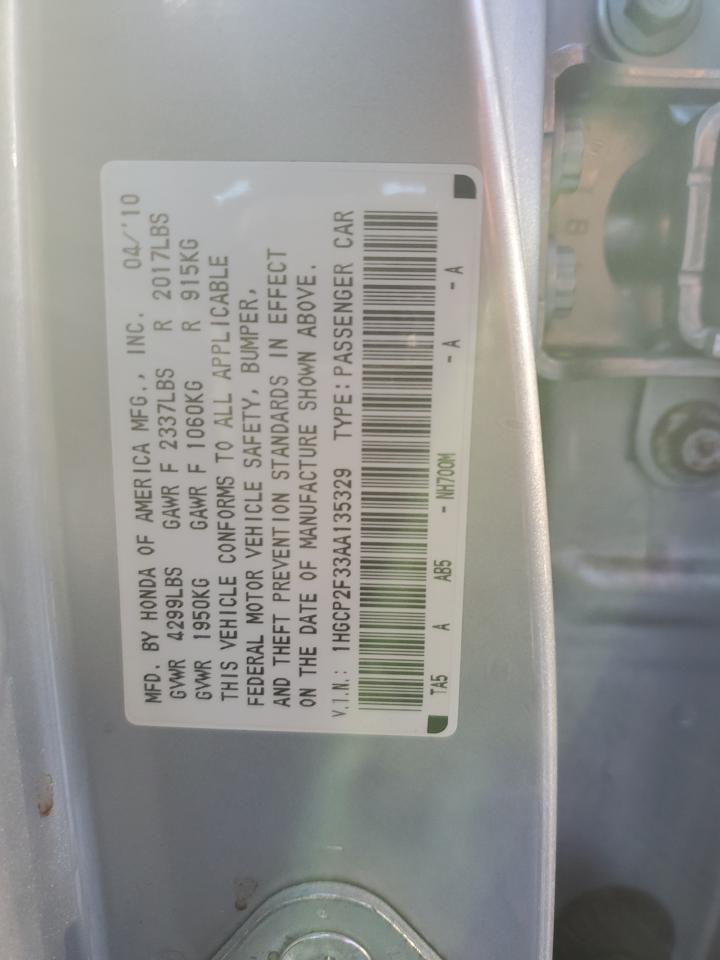 MFD. BY HONDA OF AMERICA MFG., INC. 04/'10
GVWR 4299LBS GAWR F 2337LBS R 2017LBS
GVWR 1950KG GAWR F 1060KG R 915KG
THIS VEHICLE CONFORMS TO ALL APPLICABLE
FEDERAL MOTOR VEHICLE SAFETY, BUMPER,
AND THEFT PREVENTION STANDARDS IN EFFECT
ON THE DATE OF MANUFACTURE SHOWN ABOVE.
V.I.N.: 1HGCP2F33AA135329 TYPE: PASSENGER CAR
TA5 A AB5 - NH700M - A - A